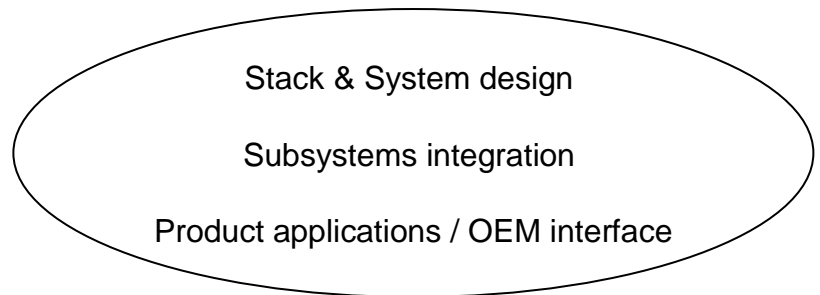 Stack & System design
Subsystems integration
Product applications / OEM interface